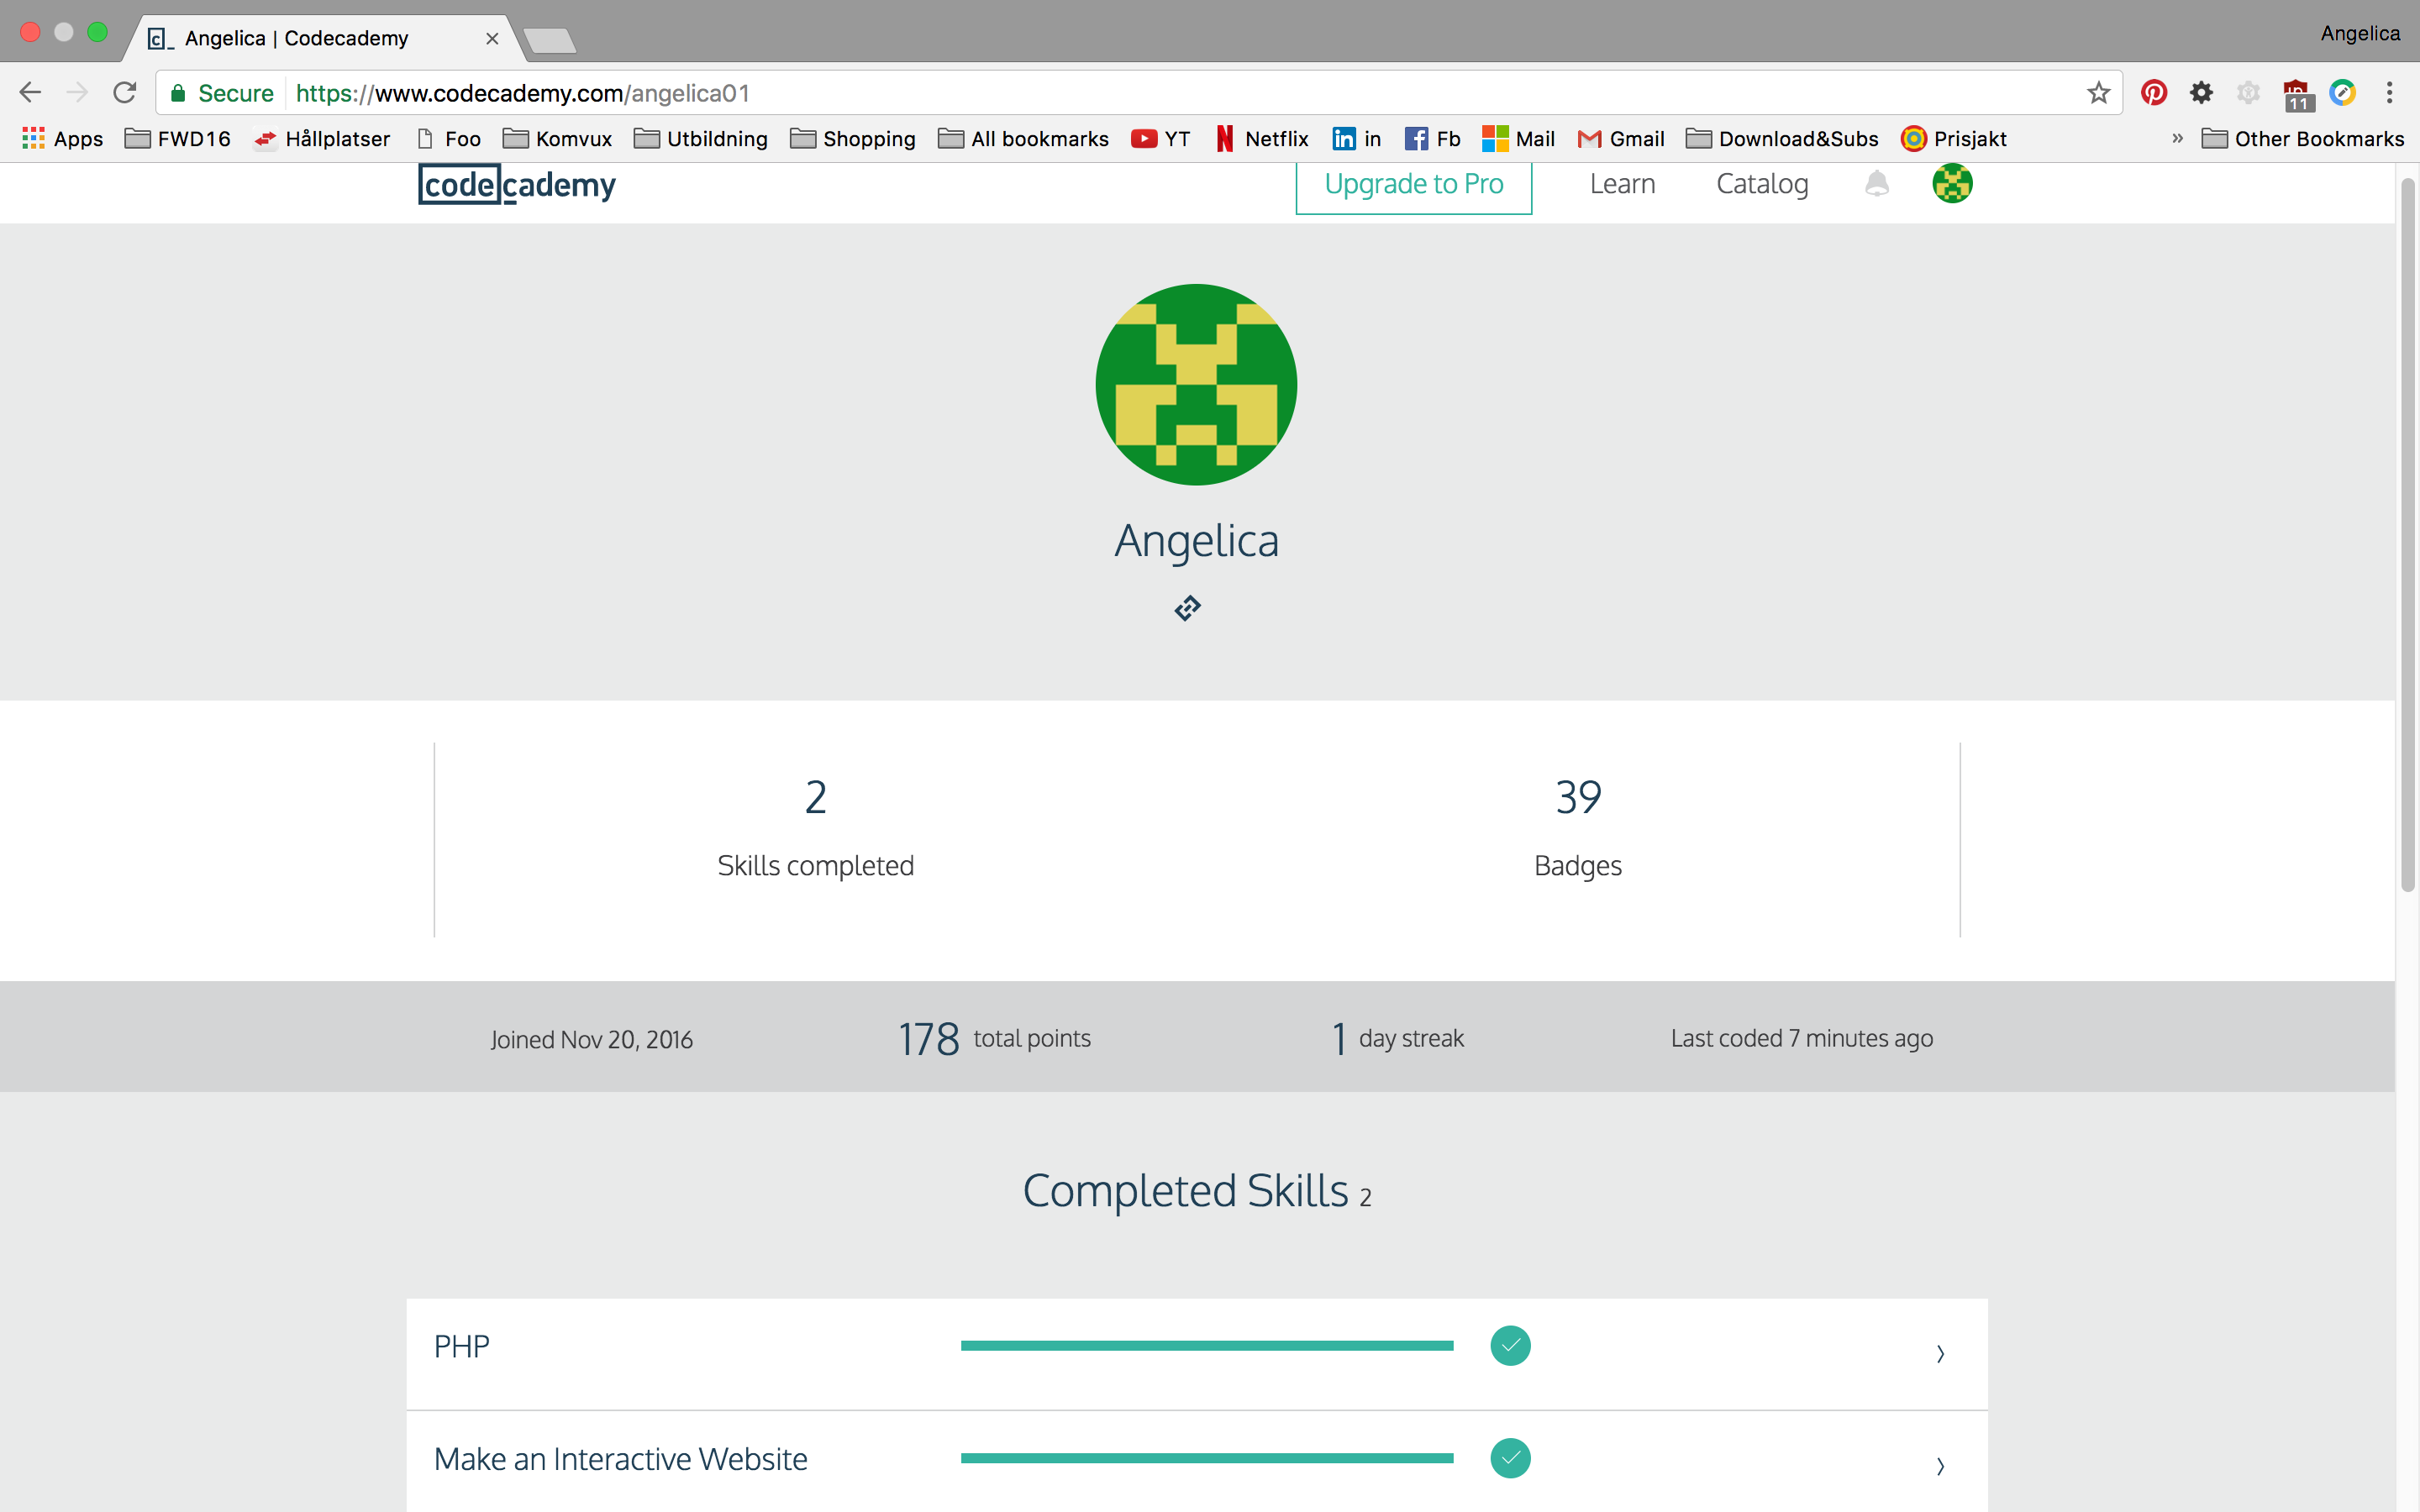 Angelica | Codecademy
Angelica
Secure https://www.codecademy.com/angelica01
11
Apps FWD16 Hållplatser Foo Komvux Utbildning Shopping All bookmarks YT Netflix in Fb Mail Gmail Download&Subs Prisjakt » Other Bookmarks
codecademy Upgrade to Pro Learn Catalog
Angelica
2 39
Skills completed Badges
Joined Nov 20, 2016 178 total points 1 day streak Last coded 7 minutes ago
Completed Skills 2
PHP
Make an Interactive Website